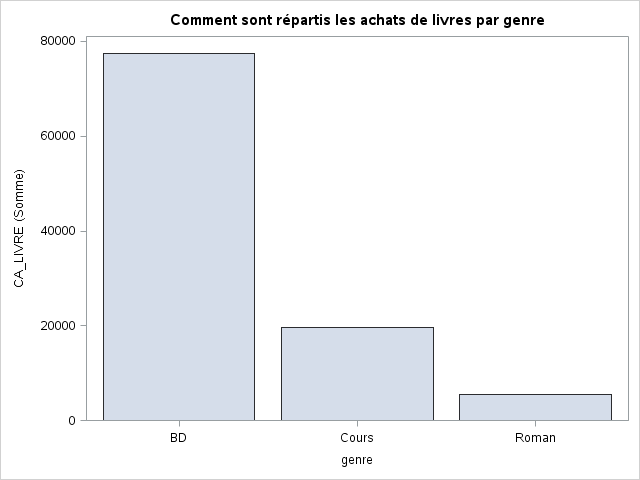 Comment sont répartis les achats de livres par genre
80000
60000
40000
20000
0
CA_LIVRE (Somme)
BD
Cours
Roman
genre